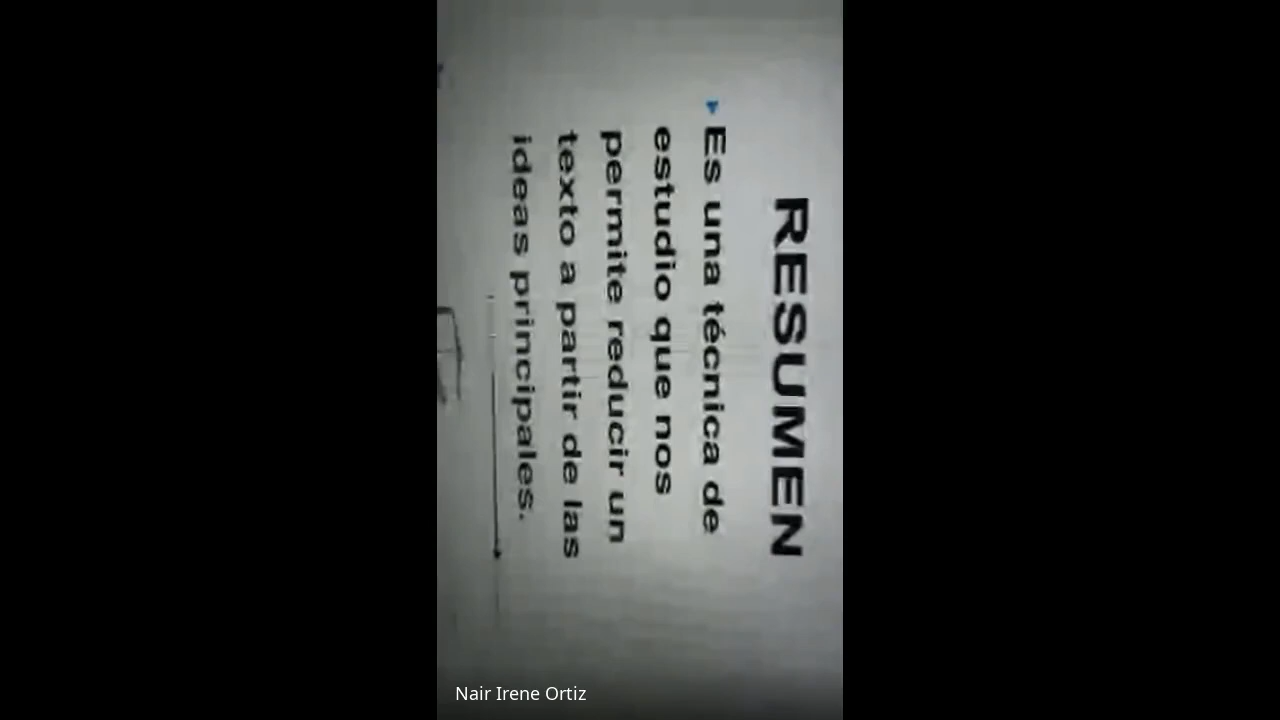 RESUMEN
Es una técnica de
estudio que nos
permite reducir un
texto a partir de las
ideas principales.
Nair Irene Ortiz